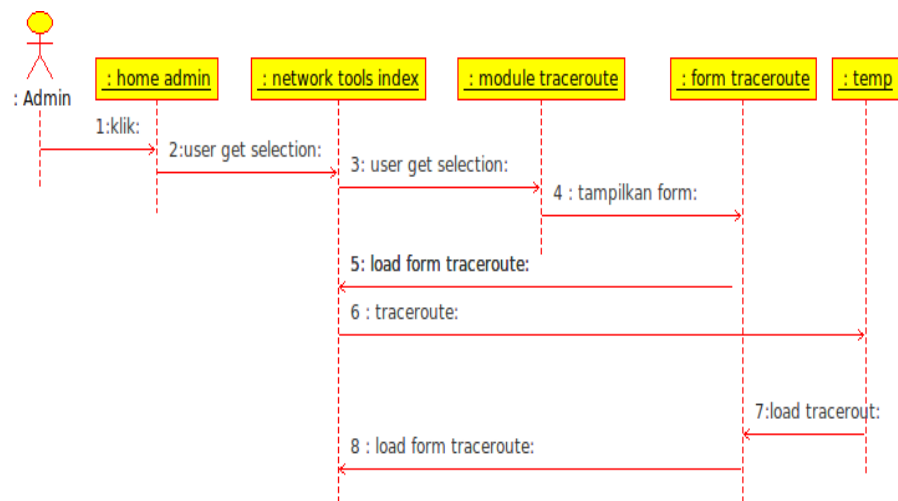 : home admin
: network tools index
: module traceroute
: form traceroute
: temp
: Admin
1:klik:
2:user get selection:
3: user get selection:
4 : tampilkan form:
5: load form traceroute:
6 : traceroute:
7:load tracerout:
8 : load form traceroute: